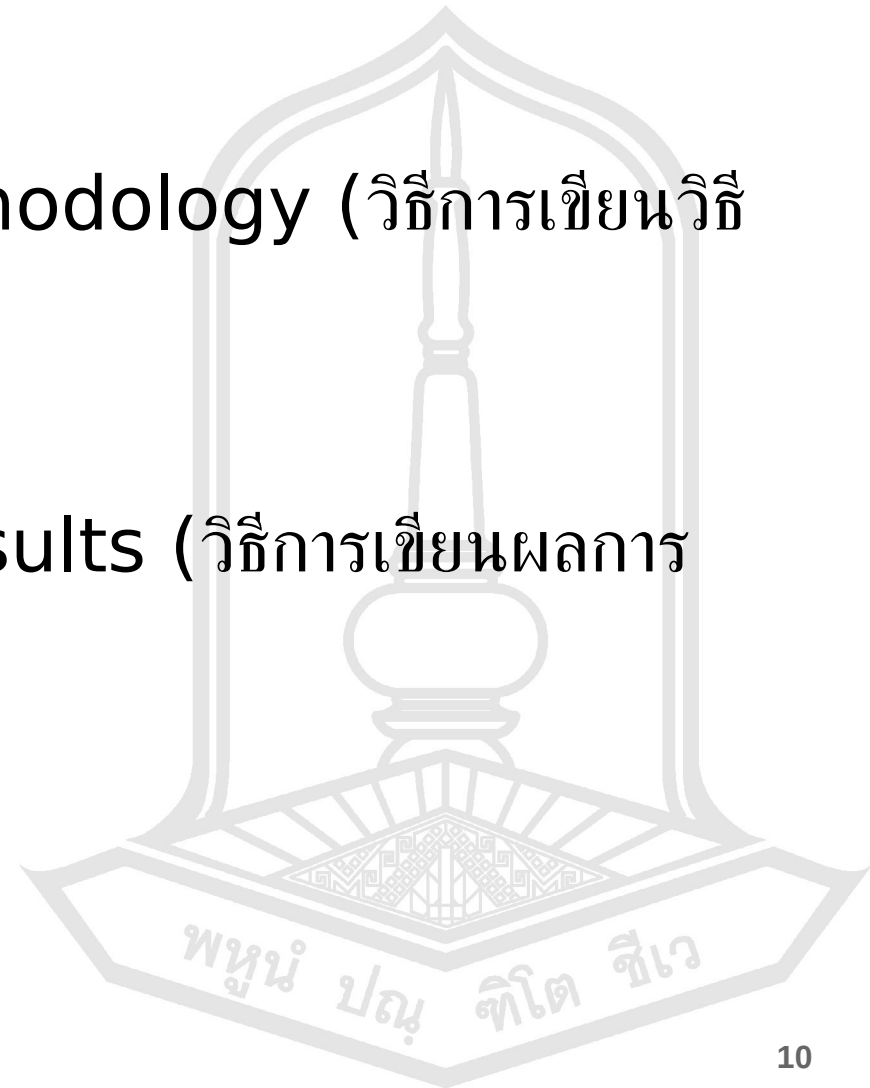 hodology (วิธีการเขียนวิธี
sults (วิธีการเขียนผลการ
พหูนํ ปณฺฑิโต ชีเว
10